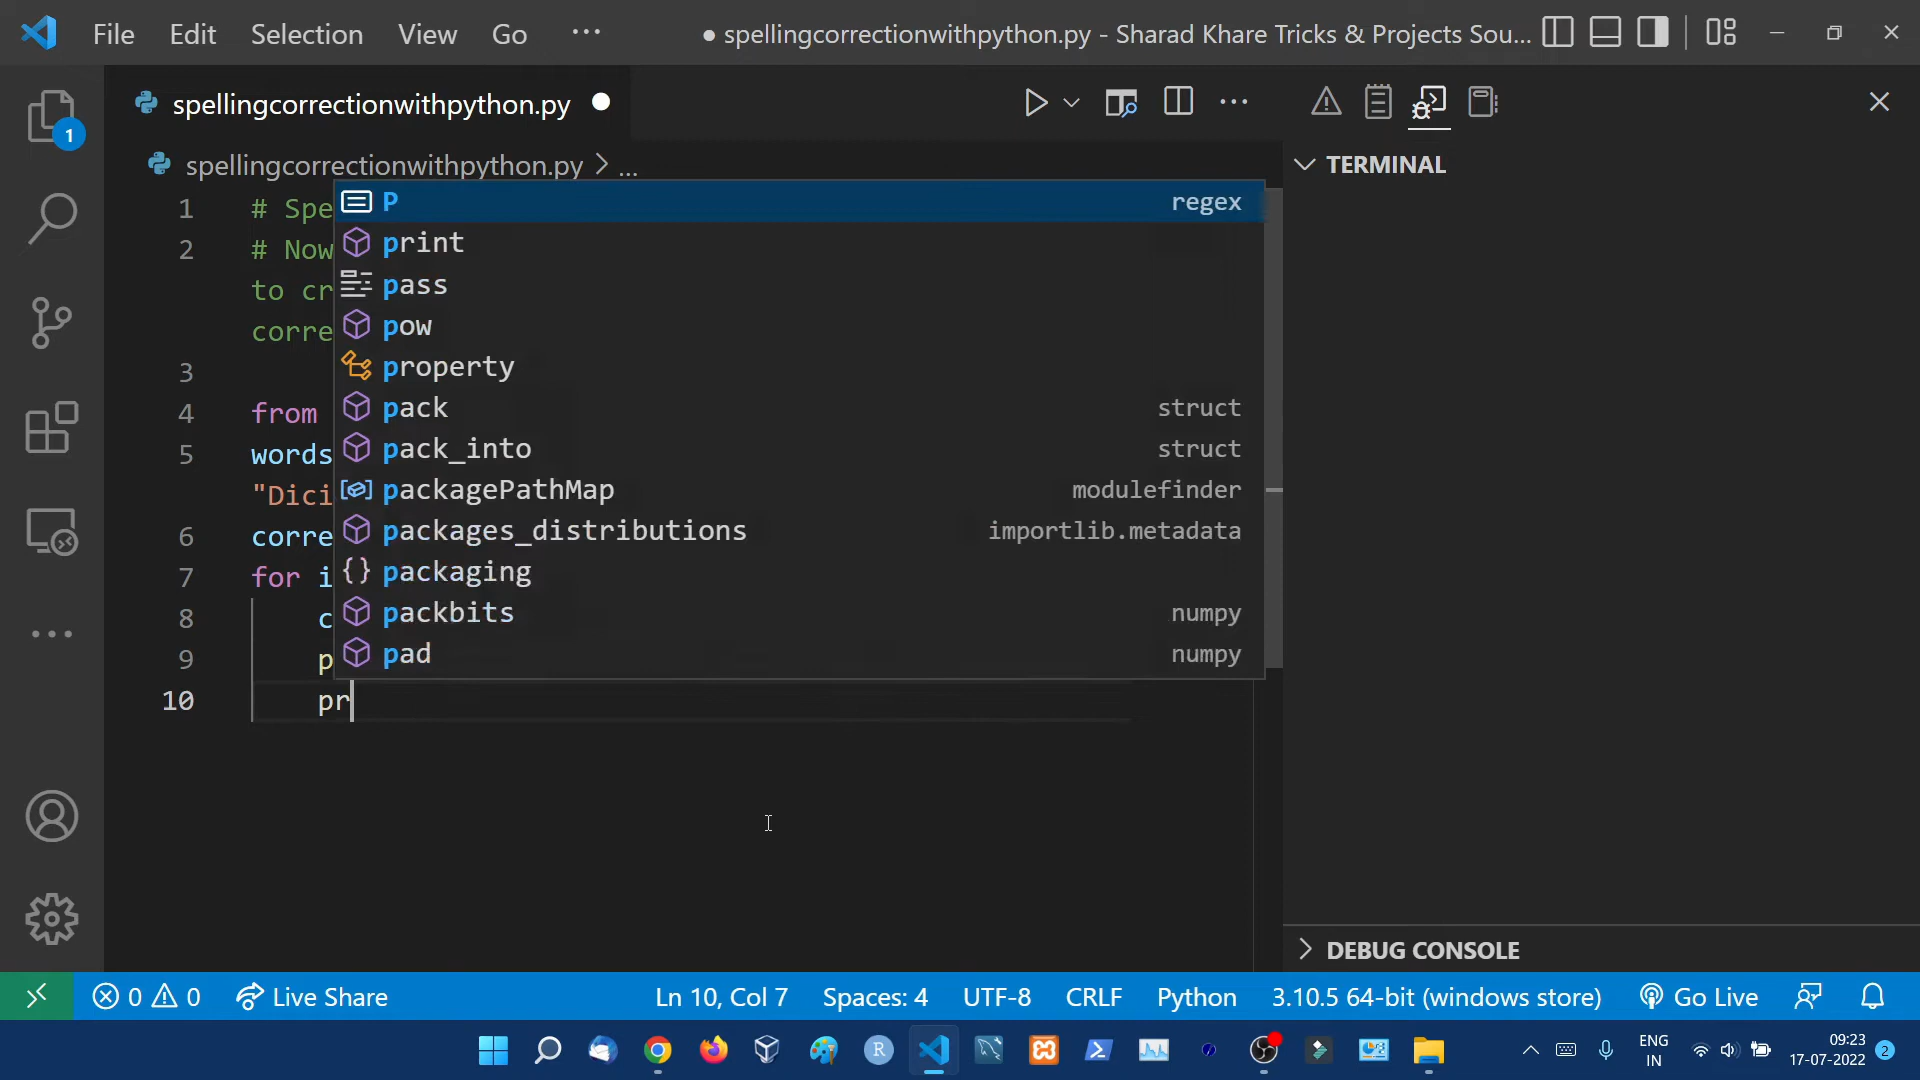 File Edit Selection View Go ... ● spellingcorrectionwithpython.py - Sharad Khare Tricks & Projects Sou...
spellingcorrectionwithpython.py
spellingcorrectionwithpython.py > ...
TERMINAL
1 # Spe
2 # Now
to cr
corre
3
4 from
5 words
"Dici
6 corre
7 for i
8 c
9 p
10 pr
P regex
print
pass
pow
property
pack struct
pack_into struct
packagePathMap modulefinder
packages_distributions importlib.metadata
packaging
packbits numpy
pad numpy
1
DEBUG CONSOLE
0 0 Live Share Ln 10, Col 7 Spaces: 4 UTF-8 CRLF Python 3.10.5 64-bit (windows store) Go Live
R
ENG
IN
09:23
17-07-2022
2